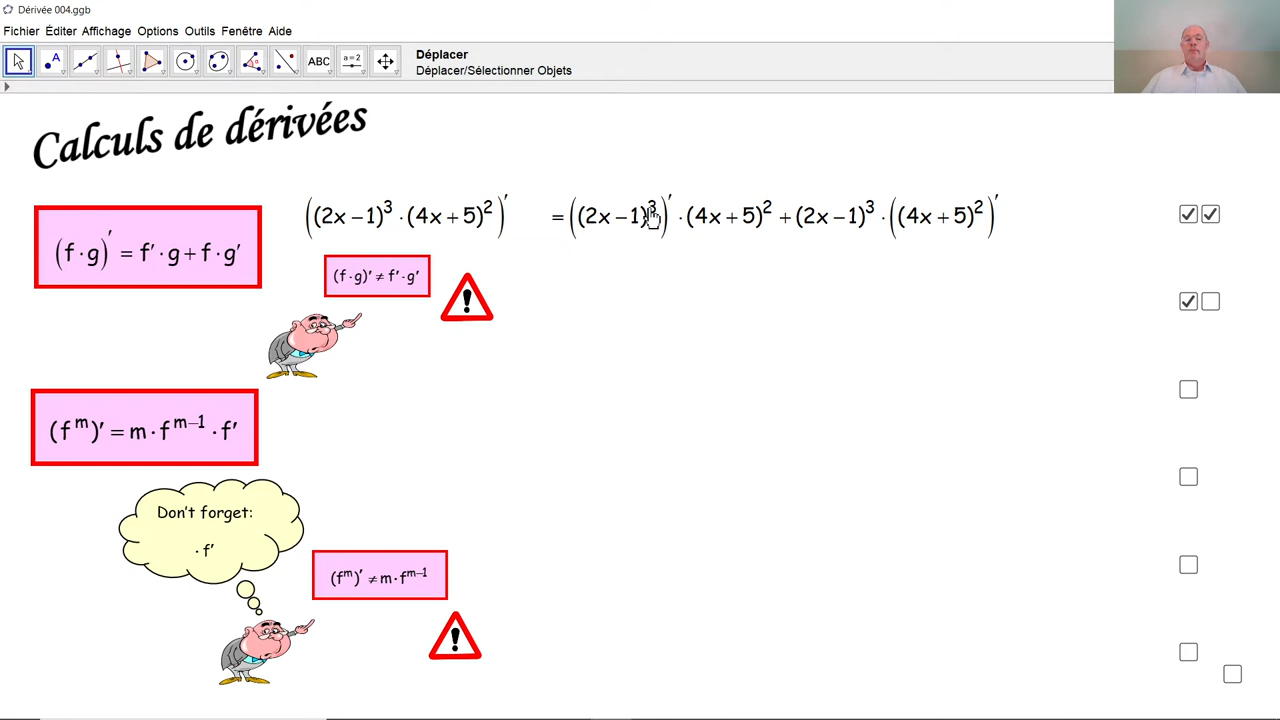 Dérivée 004.ggb
Fichier Éditer Affichage Options Outils Fenêtre Aide
A ABC a=2 α
Déplacer
Déplacer/Sélectionner Objets
Calculs de dérivées
((2x – 1)³ · (4x + 5)²)′ = ((2x – 1)³)′ · (4x + 5)² + (2x – 1)³ · ((4x + 5)²)′
(f · g)′ = f′ · g + f · g′
(f · g)′ ≠ f′ · g′
!
(fᵐ)′ = m · fᵐ⁻¹ · f′
Don't forget:
· f′
(fᵐ)′ ≠ m · fᵐ⁻¹
!